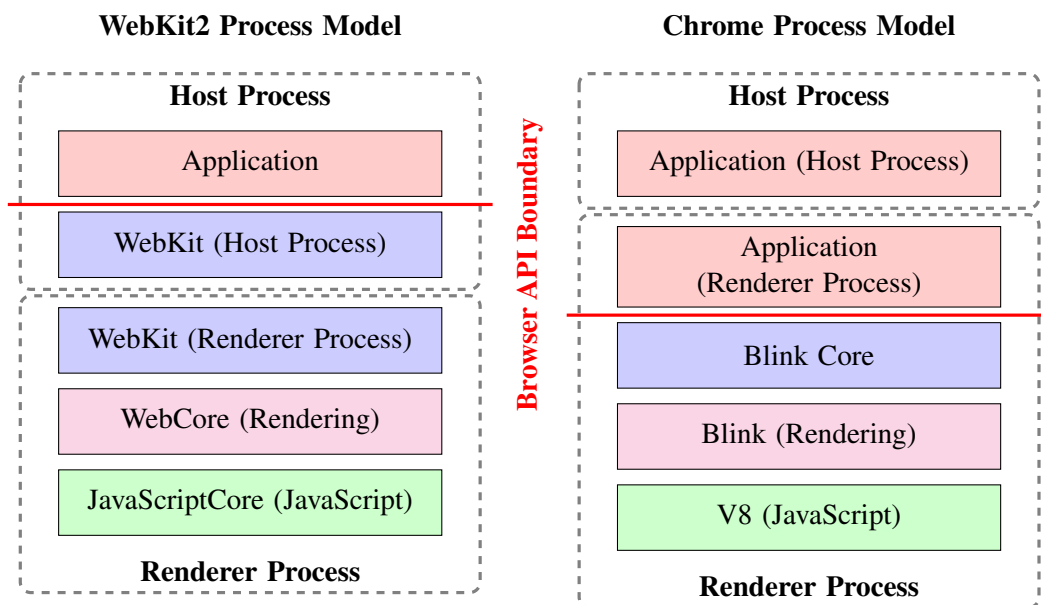 WebKit2 Process Model
Host Process
Application
WebKit (Host Process)
WebKit (Renderer Process)
WebCore (Rendering)
JavaScriptCore (JavaScript)
Renderer Process
Browser API Boundary
Chrome Process Model
Host Process
Application (Host Process)
Application
(Renderer Process)
Blink Core
Blink (Rendering)
V8 (JavaScript)
Renderer Process